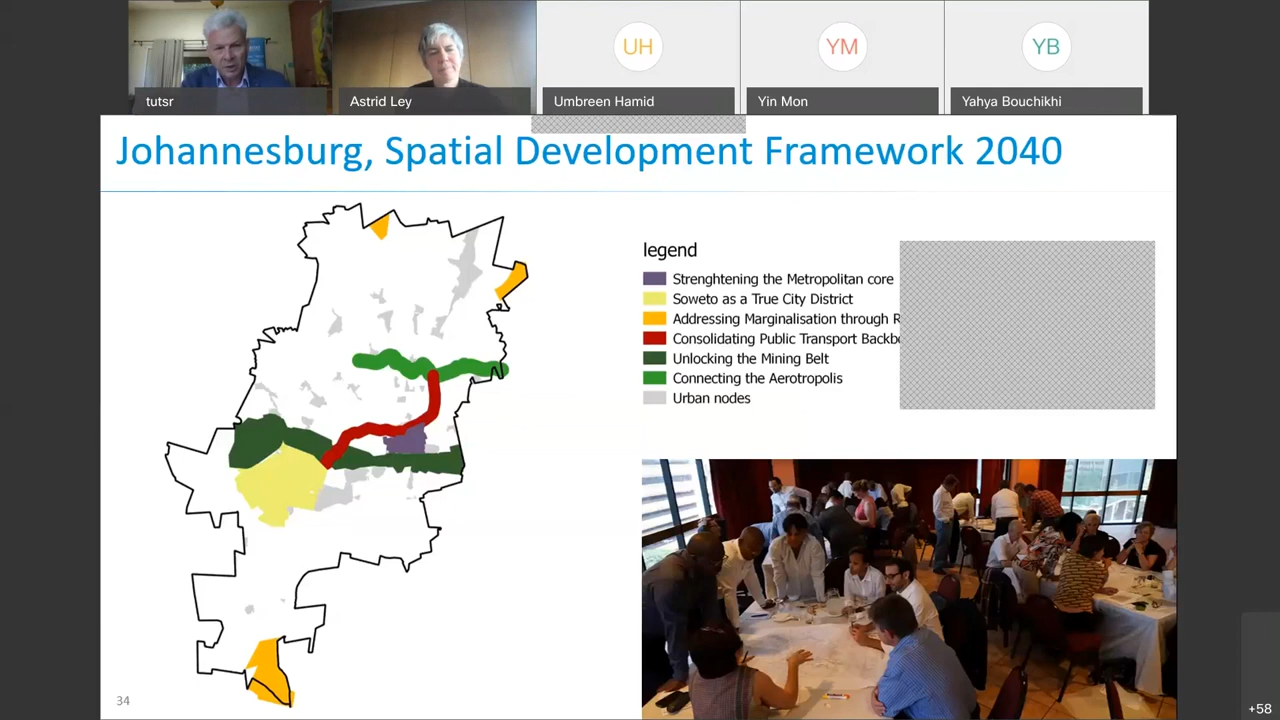 UH
YM
YB
tutsr
Astrid Ley
Umbreen Hamid
Yin Mon
Yahya Bouchikhi
Johannesburg, Spatial Development Framework 2040
legend
Strenghtening the Metropolitan core
Soweto as a True City District
Addressing Marginalisation through
Consolidating Public Transport
Unlocking the Mining Belt
Connecting the Aerotropolis
Urban nodes
34
+58